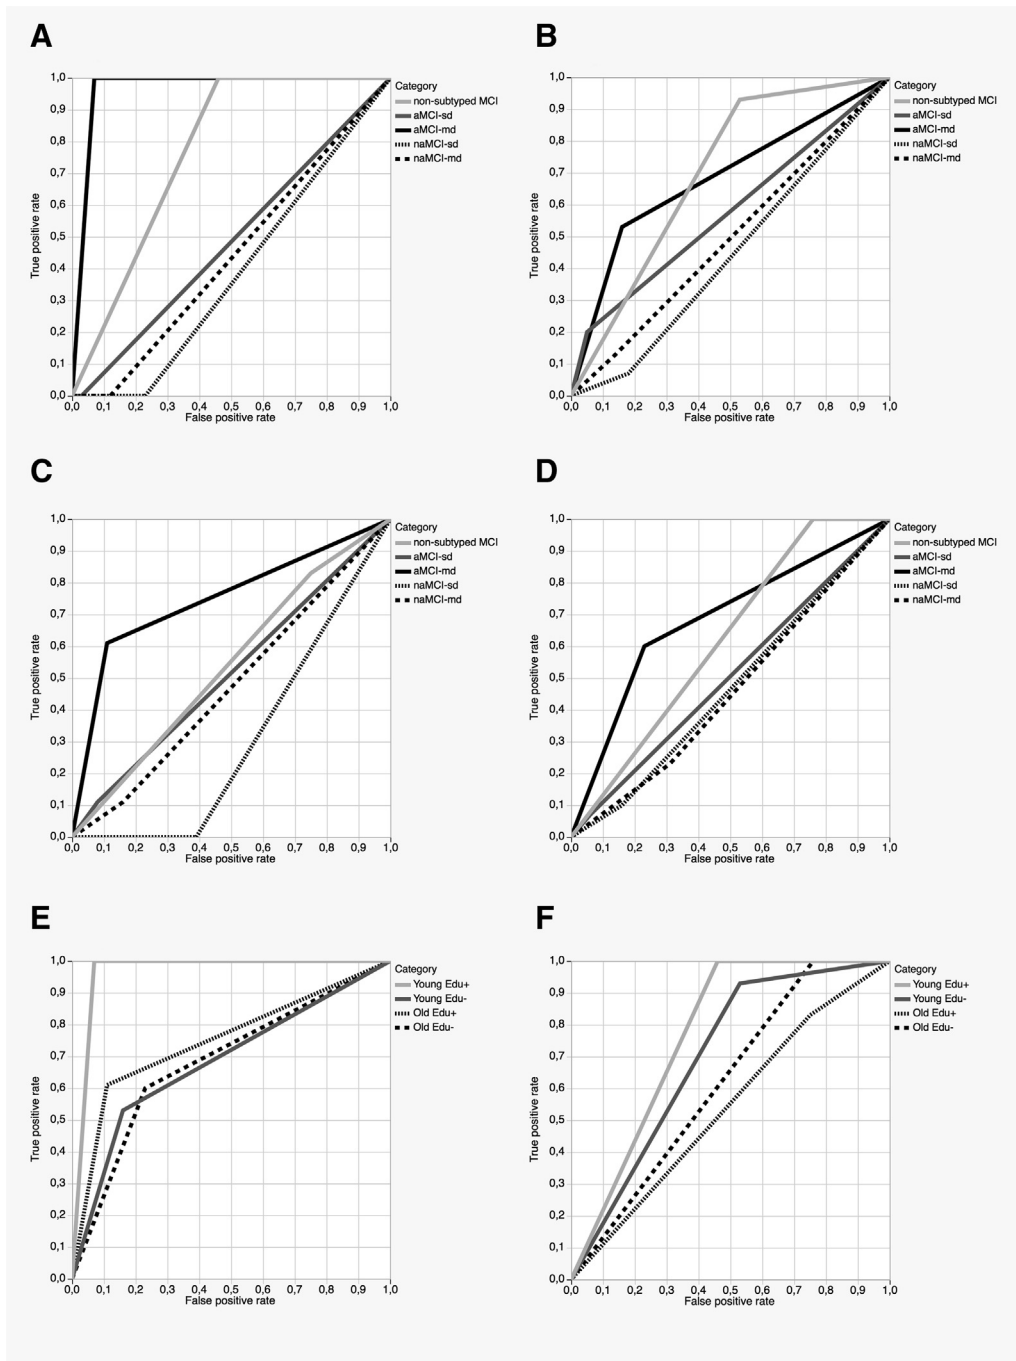 A
1,0
0,9
0,8
0,7
0,6
0,5
0,4
0,3
0,2
0,1
0,0
True positive rate
0,0 0,1 0,2 0,3 0,4 0,5 0,6 0,7 0,8 0,9 1,0
False positive rate
Category
non-subtyped MCI
aMCI-sd
aMCI-md
naMCI-sd
naMCI-md
B
1,0
0,9
0,8
0,7
0,6
0,5
0,4
0,3
0,2
0,1
0,0
True positive rate
0,0 0,1 0,2 0,3 0,4 0,5 0,6 0,7 0,8 0,9 1,0
False positive rate
Category
non-subtyped MCI
aMCI-sd
aMCI-md
naMCI-sd
naMCI-md
C
1,0
0,9
0,8
0,7
0,6
0,5
0,4
0,3
0,2
0,1
0,0
True positive rate
0,0 0,1 0,2 0,3 0,4 0,5 0,6 0,7 0,8 0,9 1,0
False positive rate
Category
non-subtyped MCI
aMCI-sd
aMCI-md
naMCI-sd
naMCI-md
D
1,0
0,9
0,8
0,7
0,6
0,5
0,4
0,3
0,2
0,1
0,0
True positive rate
0,0 0,1 0,2 0,3 0,4 0,5 0,6 0,7 0,8 0,9 1,0
False positive rate
Category
non-subtyped MCI
aMCI-sd
aMCI-md
naMCI-sd
naMCI-md
E
1,0
0,9
0,8
0,7
0,6
0,5
0,4
0,3
0,2
0,1
0,0
True positive rate
0,0 0,1 0,2 0,3 0,4 0,5 0,6 0,7 0,8 0,9 1,0
False positive rate
Category
Young Edu+
Young Edu-
Old Edu+
Old Edu-
F
1,0
0,9
0,8
0,7
0,6
0,5
0,4
0,3
0,2
0,1
0,0
True positive rate
0,0 0,1 0,2 0,3 0,4 0,5 0,6 0,7 0,8 0,9 1,0
False positive rate
Category
Young Edu+
Young Edu-
Old Edu+
Old Edu-